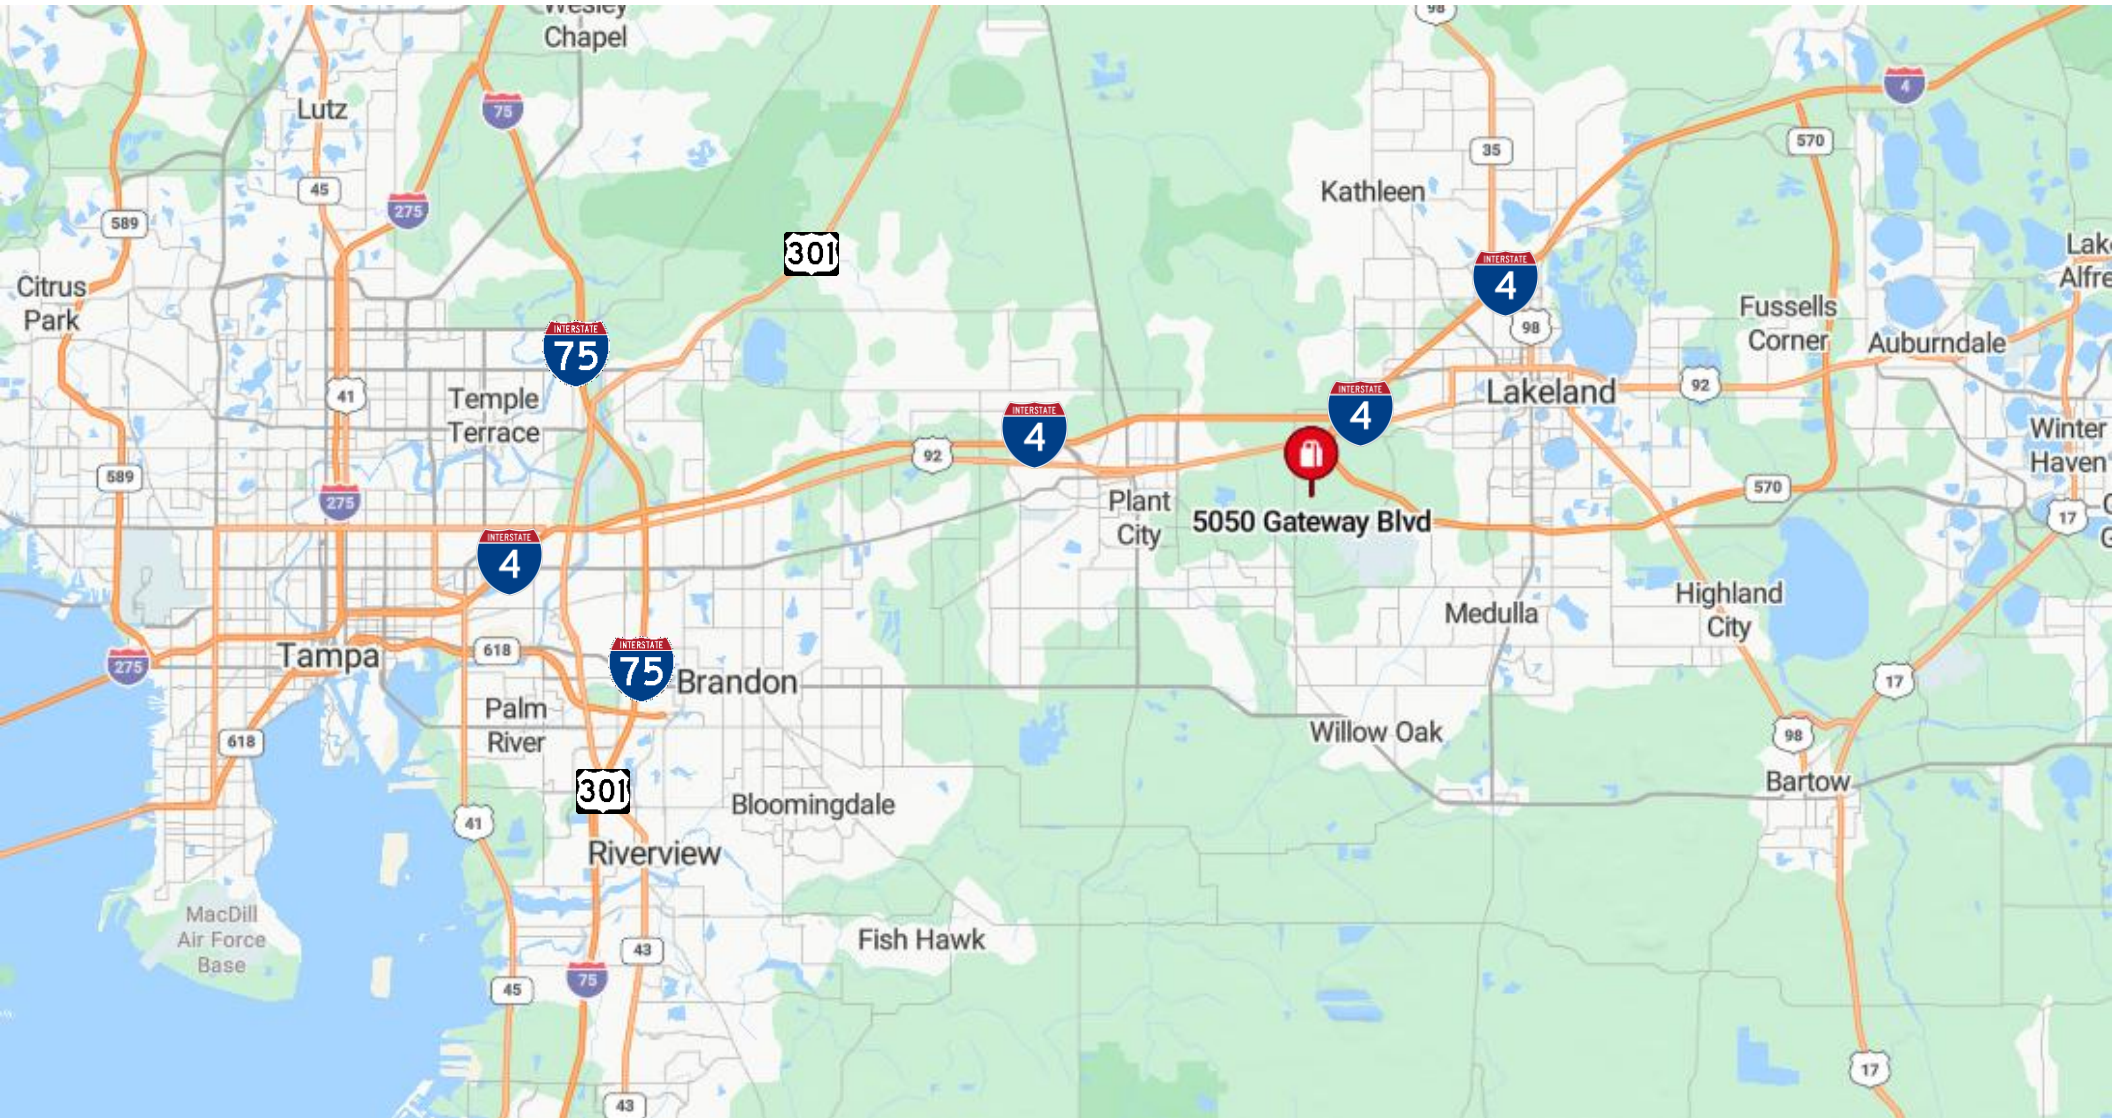 Wesley
Chapel
98
Lutz
75
4
570
35
45
Kathleen
275
589
301
Lake
Alfre
INTERSTATE
4
Citrus
Park
98
Fussells
Corner
Auburndale
INTERSTATE
75
41
Temple
Terrace
INTERSTATE
4
INTERSTATE
4
92
Lakeland
92
Winter
Haven
589
275
Plant
City
5050 Gateway Blvd
570
17
INTERSTATE
4
Highland
City
Medulla
275
Tampa
618
INTERSTATE
75
Brandon
17
Palm
River
618
Willow Oak
98
Bartow
301
Bloomingdale
41
Riverview
MacDill
Air Force
Base
Fish Hawk
43
45
75
17
43